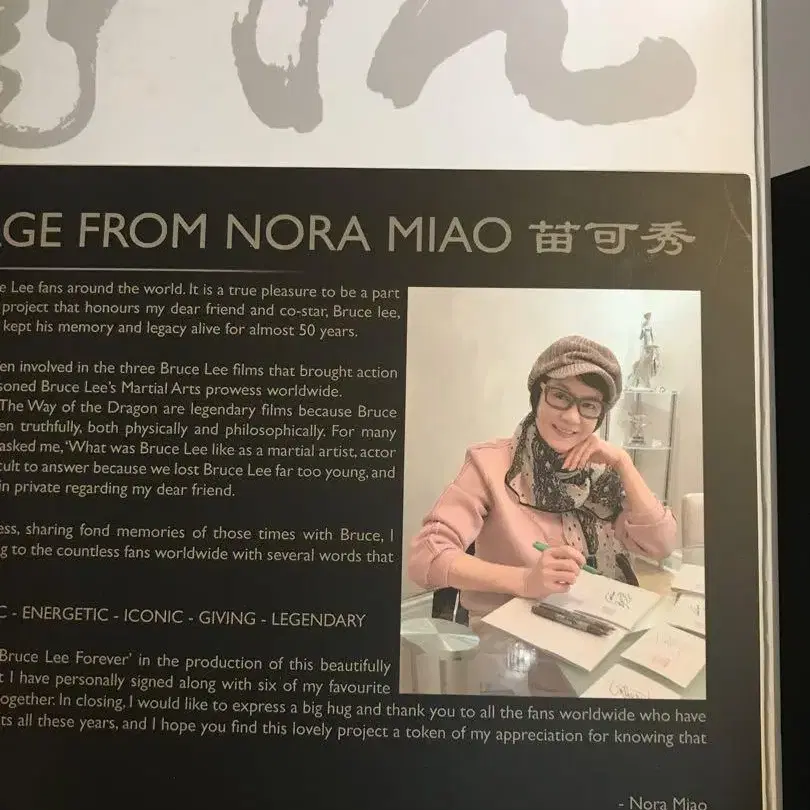 GE FROM NORA MIAO 苗可秀
e Lee fans around the world. It is a true pleasure to be a part
project that honours my dear friend and co-star, Bruce lee,
kept his memory and legacy alive for almost 50 years.
en involved in the three Bruce Lee films that brought action
soned Bruce Lee's Martial Arts prowess worldwide.
The Way of the Dragon are legendary films because Bruce
en truthfully, both physically and philosophically. For many
asked me, 'What was Bruce Lee like as a martial artist, actor
cult to answer because we lost Bruce Lee far too young, and
in private regarding my dear friend.
ess, sharing fond memories of those times with Bruce, I
g to the countless fans worldwide with several words that
C - ENERGETIC - ICONIC - GIVING - LEGENDARY
Bruce Lee Forever' in the production of this beautifully
t I have personally signed along with six of my favourite
ogether. In closing, I would like to express a big hug and thank you to all the fans worldwide who have
ts all these years, and I hope you find this lovely project a token of my appreciation for knowing that
- Nora Miao